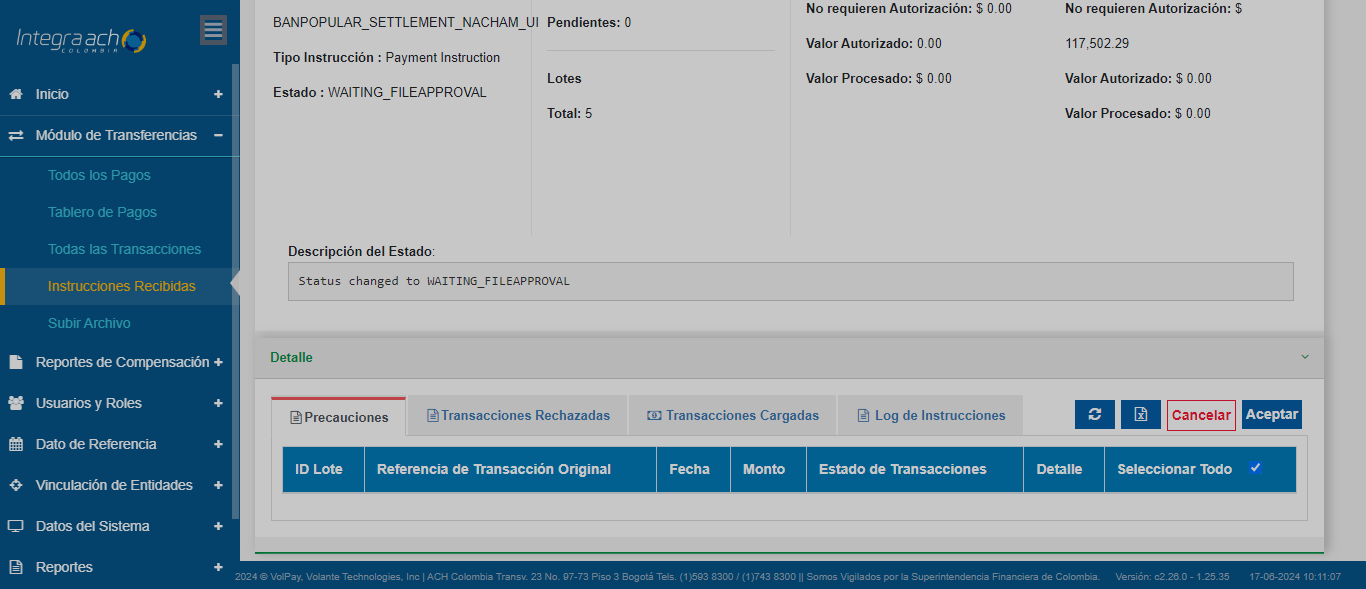 Integra ach
COLOMBIA
Inicio
Módulo de Transferencias
Todos los Pagos
Tablero de Pagos
Todas las Transacciones
Instrucciones Recibidas
Subir Archivo
Reportes de Compensación
Usuarios y Roles
Dato de Referencia
Vinculación de Entidades
Datos del Sistema
Reportes
BANPOPULAR_SETTLEMENT_NACHAM_UI
Tipo Instrucción : Payment Instruction
Estado : WAITING_FILEAPPROVAL
Pendientes: 0
Lotes
Total: 5
No requieren Autorización: $ 0.00
Valor Autorizado: 0.00
Valor Procesado: $ 0.00
No requieren Autorización: $
117,502.29
Valor Autorizado: $ 0.00
Valor Procesado: $ 0.00
Descripción del Estado:
Status changed to WAITING_FILEAPPROVAL
Detalle
Precauciones Transacciones Rechazadas Transacciones Cargadas Log de Instrucciones Cancelar Aceptar
ID Lote Referencia de Transacción Original Fecha Monto Estado de Transacciones Detalle Seleccionar Todo
2024 © VolPay, Volante Technologies, Inc | ACH Colombia Transv. 23 No. 97-73 Piso 3 Bogotá Tels. (1)593 8300 / (1)743 8300 || Somos Vigilados por la Superintendencia Financiera de Colombia. Versión: c2.26.0 - 1.25.35 17-06-2024 10:11:07